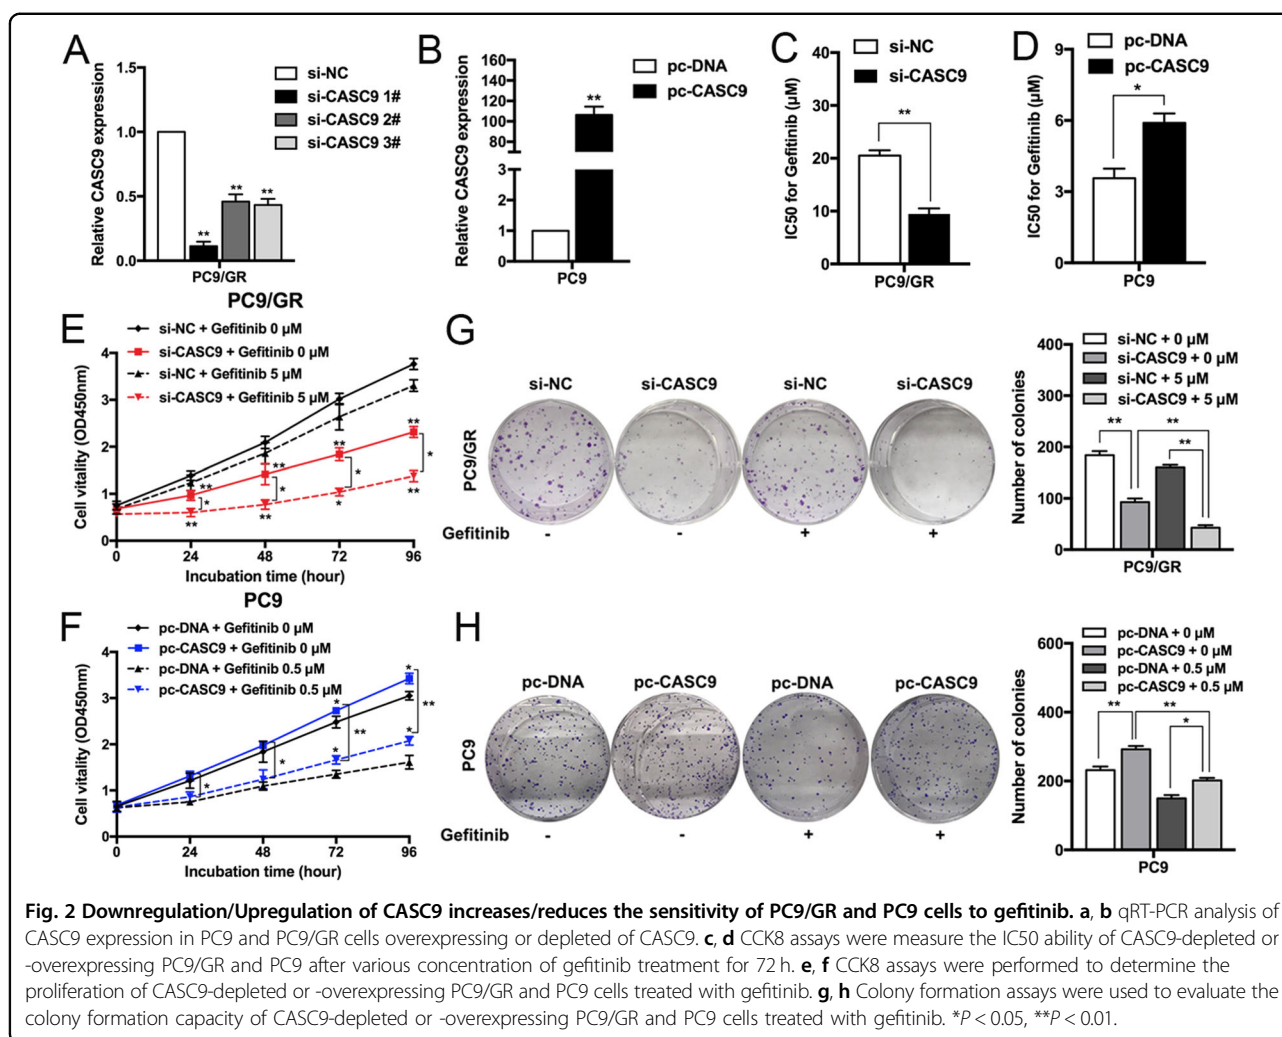 A
Relative CASC9 expression
1.5
1.0
0.5
0.0
si-NC
si-CASC9 1#
si-CASC9 2#
si-CASC9 3#
**
**
**
PC9/GR
B
Relative CASC9 expression
160
140
120
100
80
3
2
1
0
pc-DNA
pc-CASC9
**
PC9
C
IC50 for Gefitinib (μM)
40
30
20
10
0
si-NC
si-CASC9
**
PC9/GR
D
IC50 for Gefitinib (μM)
9
6
3
0
pc-DNA
pc-CASC9
*
PC9
E
PC9/GR
si-NC + Gefitinib 0 μM
si-CASC9 + Gefitinib 0 μM
si-NC + Gefitinib 5 μM
si-CASC9 + Gefitinib 5 μM
Cell vitality (OD450nm)
4
3
2
1
0
** ** ** **
* * * *
** ** * **
0 24 48 72 96
Incubation time (hour)
F
PC9
pc-DNA + Gefitinib 0 μM
pc-CASC9 + Gefitinib 0 μM
pc-DNA + Gefitinib 0.5 μM
pc-CASC9 + Gefitinib 0.5 μM
Cell vitality (OD450nm)
4
3
2
1
0
* *
* * ** **
* *
0 24 48 72 96
Incubation time (hour)
G
si-NC si-CASC9 si-NC si-CASC9
PC9/GR
Gefitinib - - + +
Number of colonies
400
300
200
100
0
si-NC + 0 μM
si-CASC9 + 0 μM
si-NC + 5 μM
si-CASC9 + 5 μM
** **
**
PC9/GR
H
pc-DNA pc-CASC9 pc-DNA pc-CASC9
PC9
Gefitinib - - + +
Number of colonies
600
400
200
0
pc-DNA + 0 μM
pc-CASC9 + 0 μM
pc-DNA + 0.5 μM
pc-CASC9 + 0.5 μM
** **
*
PC9
Fig. 2 Downregulation/Upregulation of CASC9 increases/reduces the sensitivity of PC9/GR and PC9 cells to gefitinib. a, b qRT-PCR analysis of
CASC9 expression in PC9 and PC9/GR cells overexpressing or depleted of CASC9. c, d CCK8 assays were measure the IC50 ability of CASC9-depleted or
-overexpressing PC9/GR and PC9 after various concentration of gefitinib treatment for 72 h. e, f CCK8 assays were performed to determine the
proliferation of CASC9-depleted or -overexpressing PC9/GR and PC9 cells treated with gefitinib. g, h Colony formation assays were used to evaluate the
colony formation capacity of CASC9-depleted or -overexpressing PC9/GR and PC9 cells treated with gefitinib. *P < 0.05, **P < 0.01.